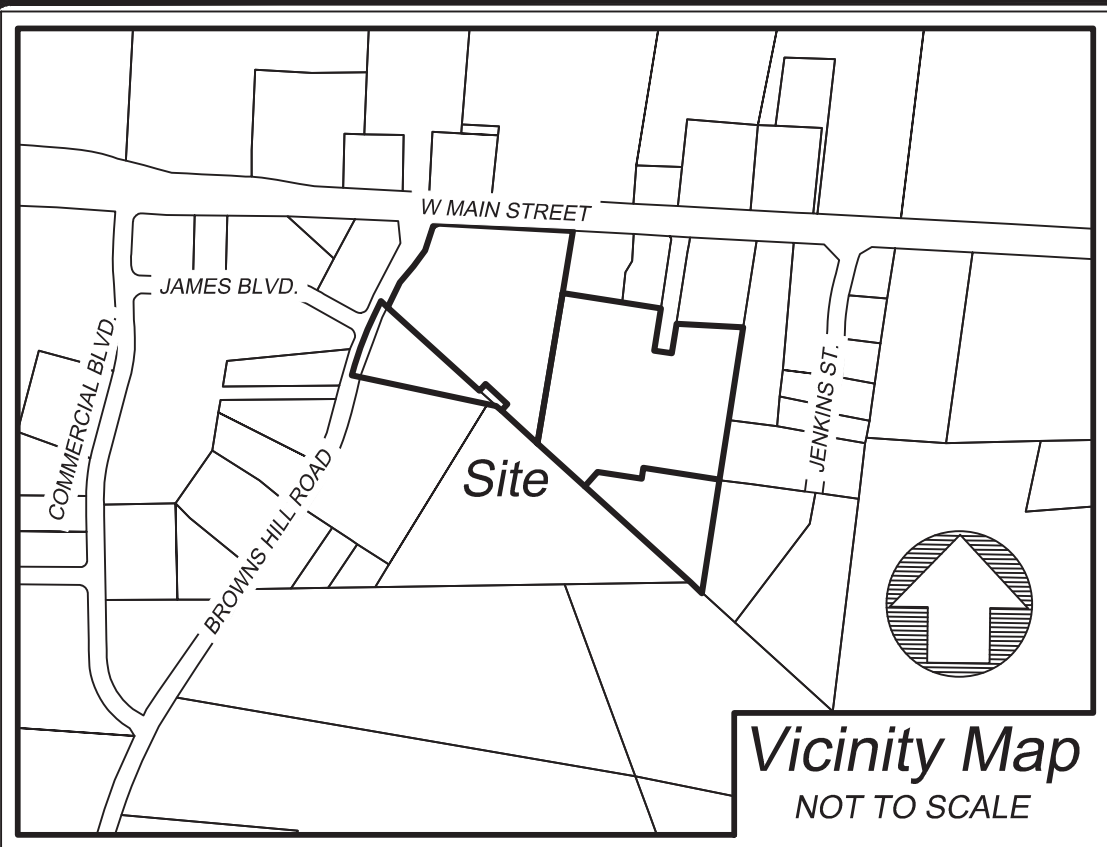 W MAIN STREET
JAMES BLVD.
COMMERCIAL BLVD.
JENKINS ST.
BROWNS HILL ROAD
Site
Vicinity Map
NOT TO SCALE